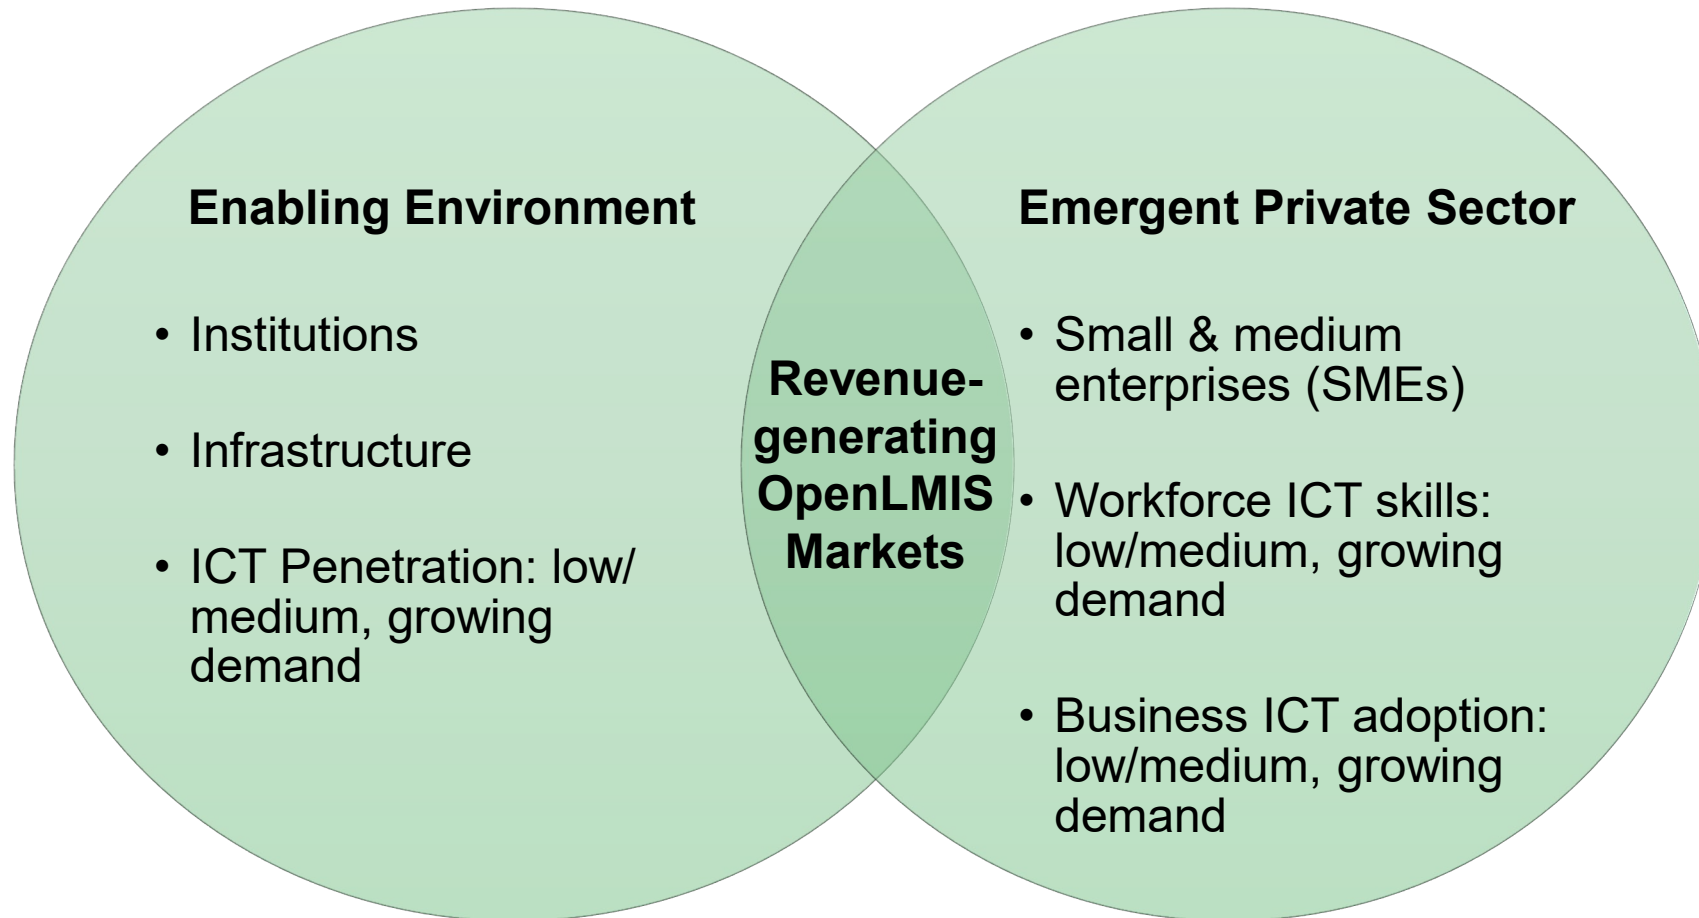 Enabling Environment
• Institutions
• Infrastructure
• ICT Penetration: low/
medium, growing
demand
Revenue-
generating
OpenLMIS
Markets
Emergent Private Sector
• Small & medium
enterprises (SMEs)
• Workforce ICT skills:
low/medium, growing
demand
• Business ICT adoption:
low/medium, growing
demand